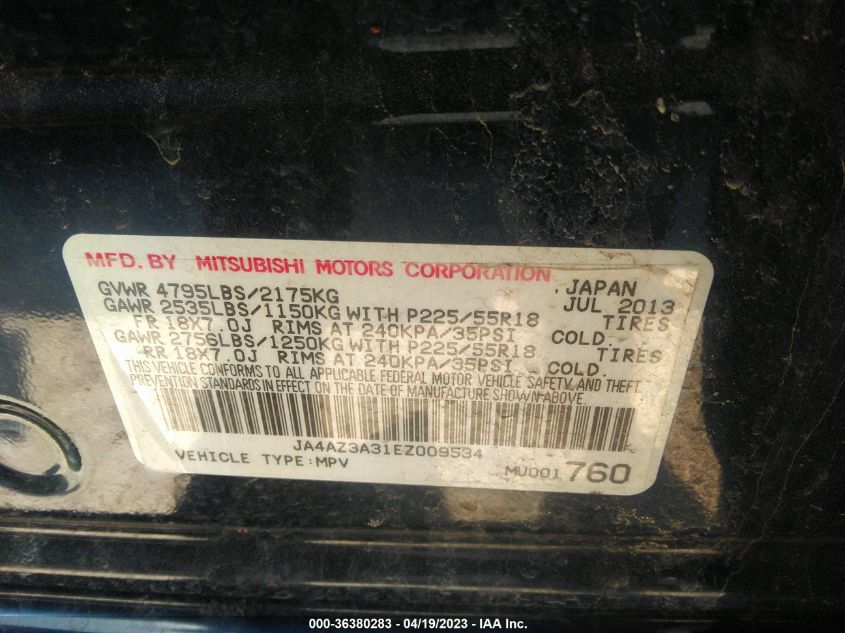 MFD. BY MITSUBISHI MOTORS CORPORATION, JAPAN
GVWR 4795LBS/2175KG JUL 2013
GAWR 2535LBS/1150KG WITH P225/55R18 TIRES
FR 18X7.0J RIMS AT 240KPA/35PSI COLD.
GAWR 2756LBS/1250KG WITH P225/55R18 TIRES
RR 18X7.0J RIMS AT 240KPA/35PSI COLD.
THIS VEHICLE CONFORMS TO ALL APPLICABLE FEDERAL MOTOR VEHICLE SAFETY AND THEFT
PREVENTION STANDARDS IN EFFECT ON THE DATE OF MANUFACTURE SHOWN ABOVE.
JA4AZ3A31EZ009534
VEHICLE TYPE:MPV MU001 760
000-36380283 - 04/19/2023 - IAA Inc.